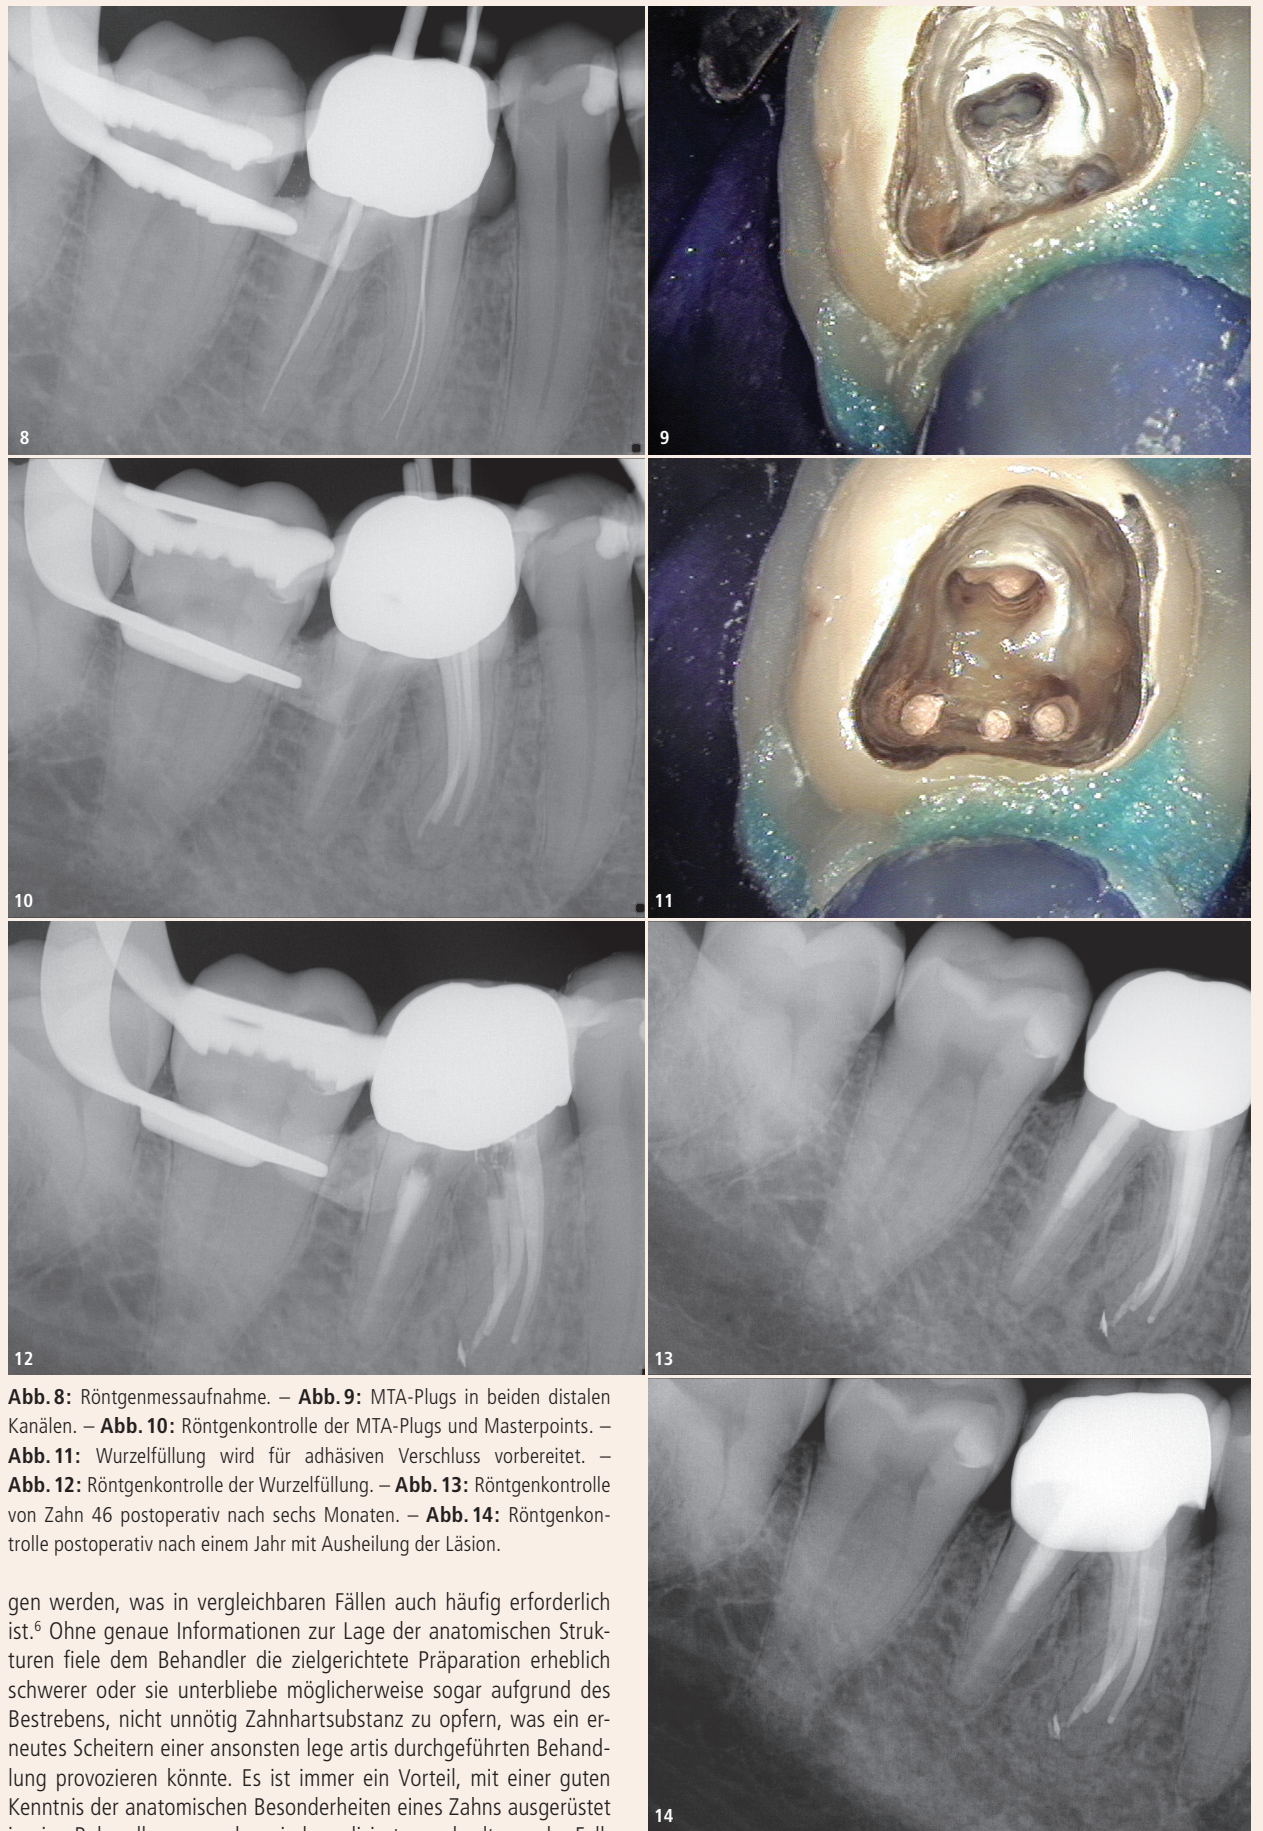 8
9
10
11
12
13
Abb. 8: Röntgenmessaufnahme. – Abb. 9: MTA-Plugs in beiden distalen
Kanälen. – Abb. 10: Röntgenkontrolle der MTA-Plugs und Masterpoints. –
Abb. 11: Wurzelfüllung wird für adhäsiven Verschluss vorbereitet. –
Abb. 12: Röntgenkontrolle der Wurzelfüllung. – Abb. 13: Röntgenkontrolle
von Zahn 46 postoperativ nach sechs Monaten. – Abb. 14: Röntgenkon-
trolle postoperativ nach einem Jahr mit Ausheilung der Läsion.
gen werden, was in vergleichbaren Fällen auch häufig erforderlich
ist.6 Ohne genaue Informationen zur Lage der anatomischen Struk-
turen fiele dem Behandler die zielgerichtete Präparation erheblich
schwerer oder sie unterbliebe möglicherweise sogar aufgrund des
Bestrebens, nicht unnötig Zahnhartsubstanz zu opfern, was ein er-
neutes Scheitern einer ansonsten lege artis durchgeführten Behand-
lung provozieren könnte. Es ist immer ein Vorteil, mit einer guten
Kenntnis der anatomischen Besonderheiten eines Zahns ausgerüstet
14